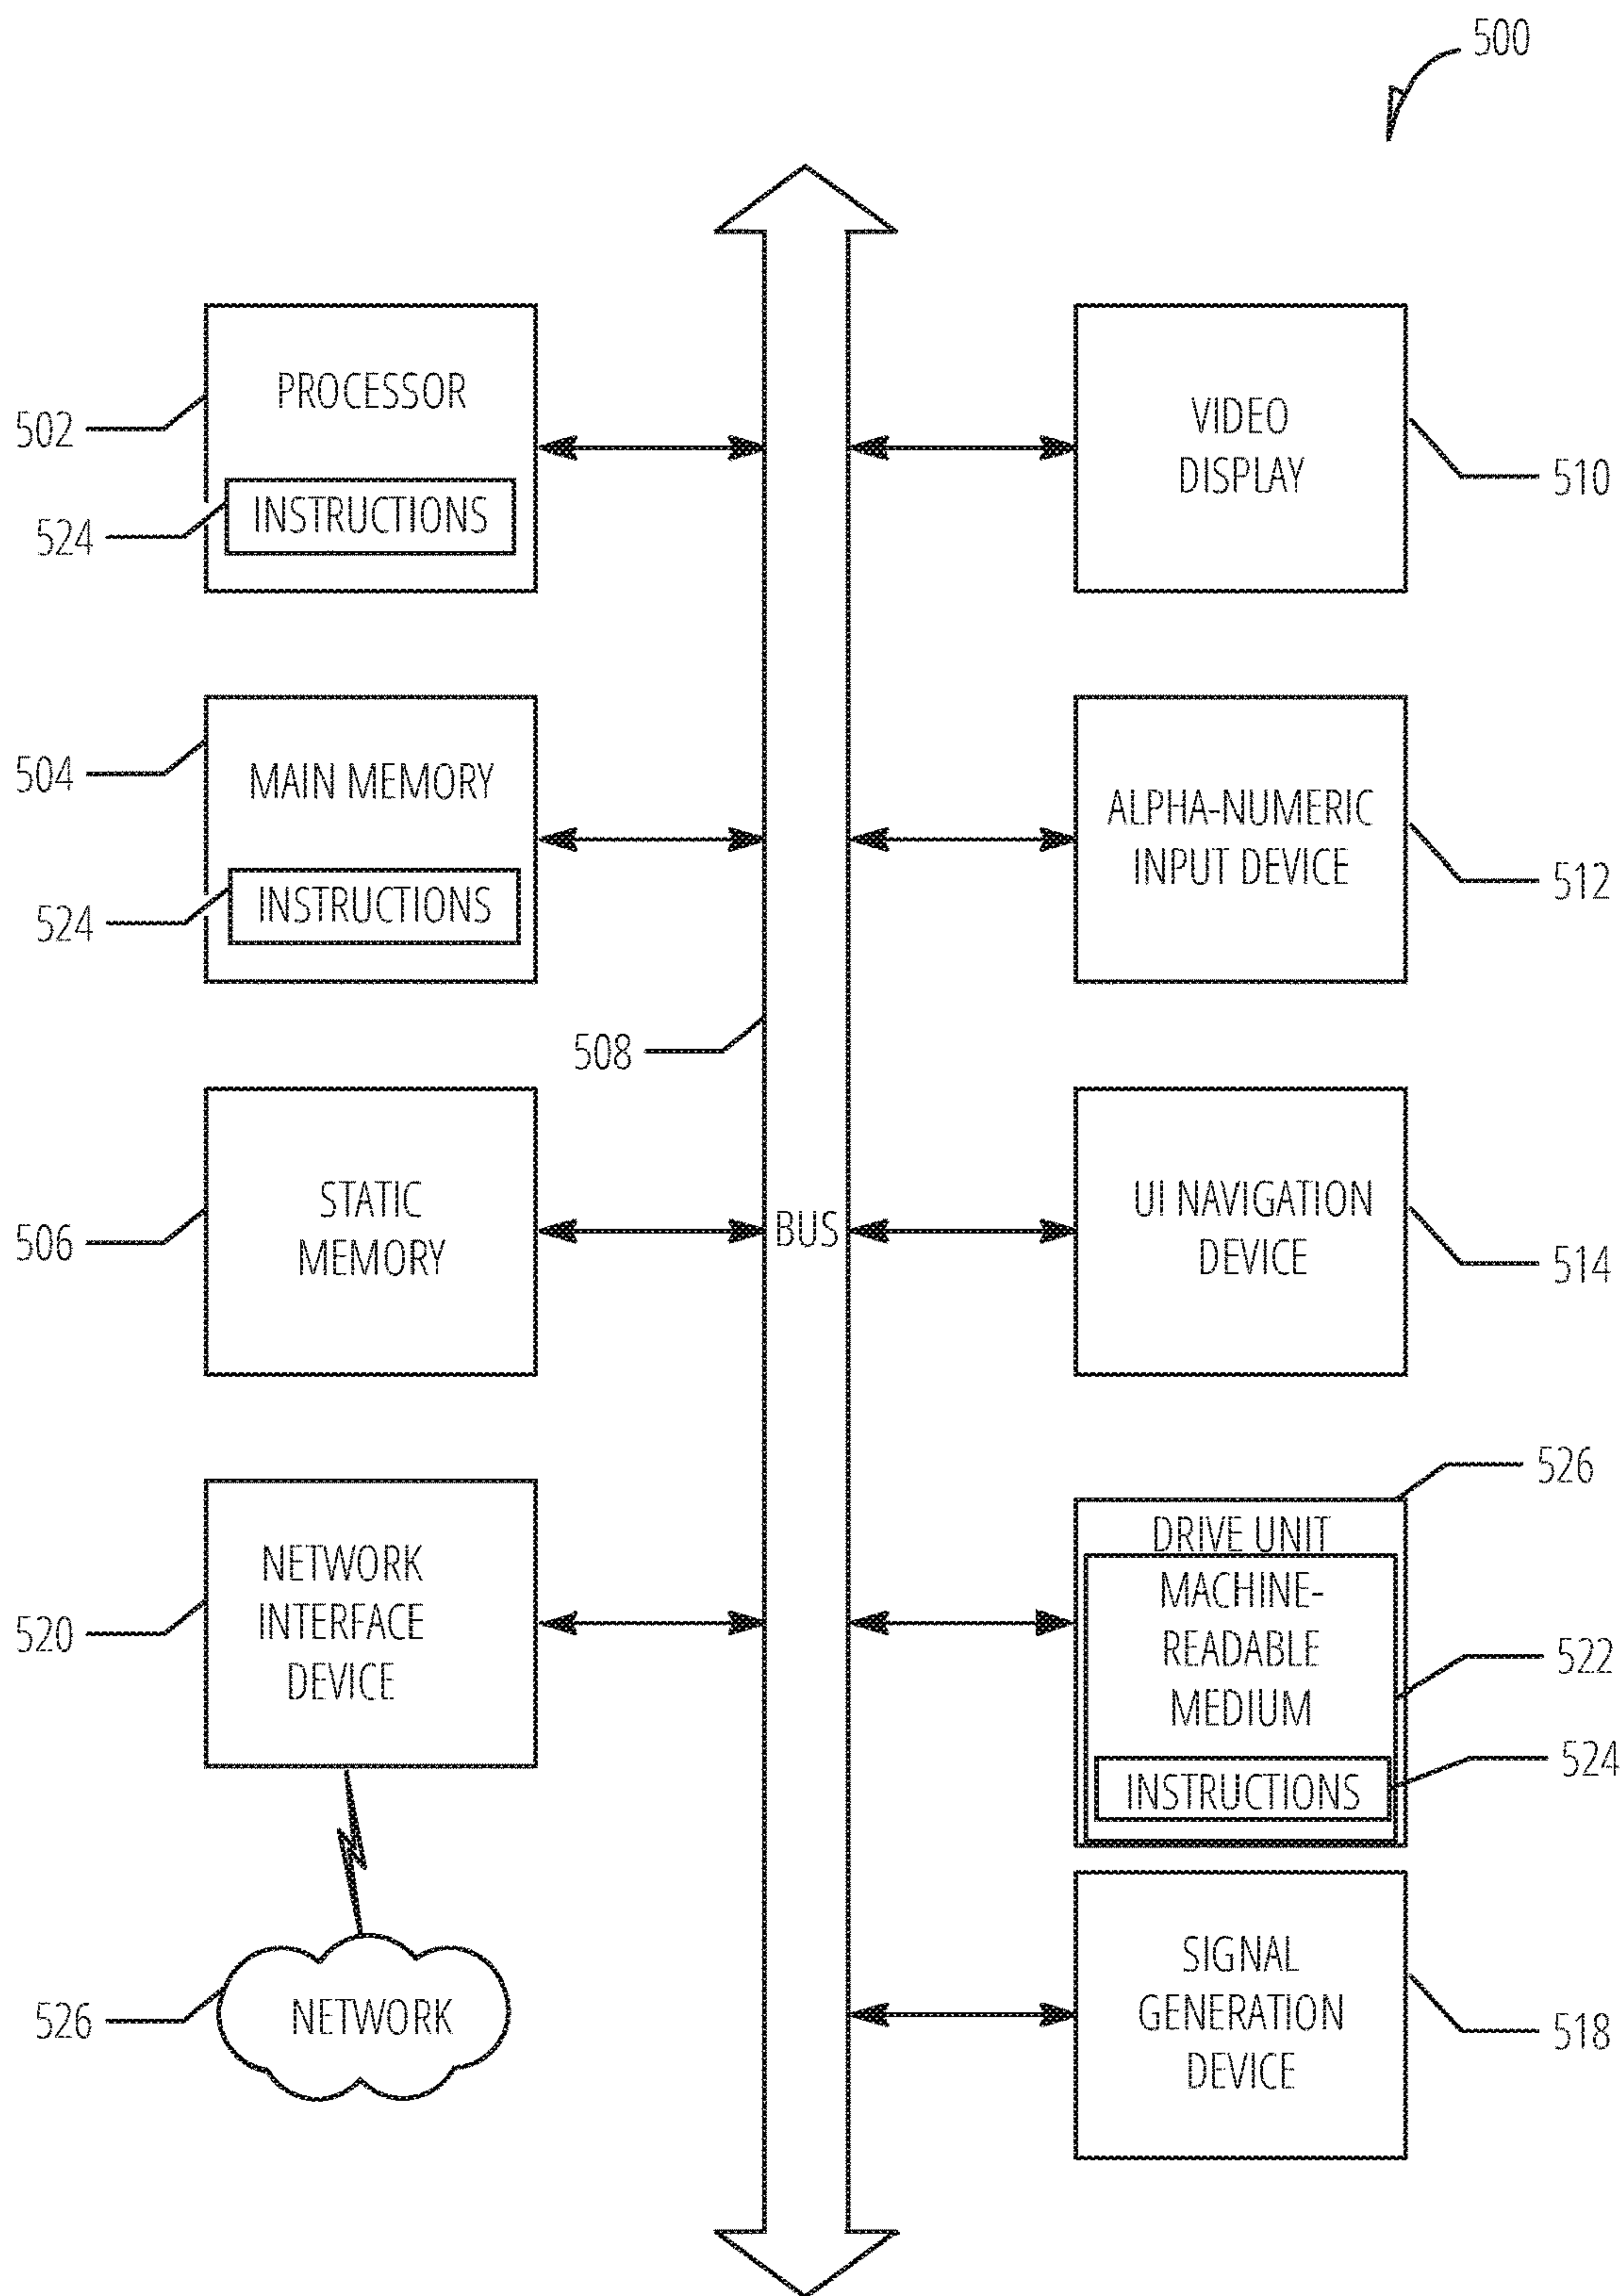 500
PROCESSOR
502
INSTRUCTIONS
524
VIDEO
DISPLAY
510
504
MAIN MEMORY
INSTRUCTIONS
524
ALPHA-NUMERIC
INPUT DEVICE
512
508
STATIC
MEMORY
506
BUS
UI NAVIGATION
DEVICE
514
NETWORK
INTERFACE
DEVICE
520
526
DRIVE UNIT
MACHINE-
READABLE
MEDIUM
522
524
INSTRUCTIONS
526
NETWORK
SIGNAL
GENERATION
DEVICE
518